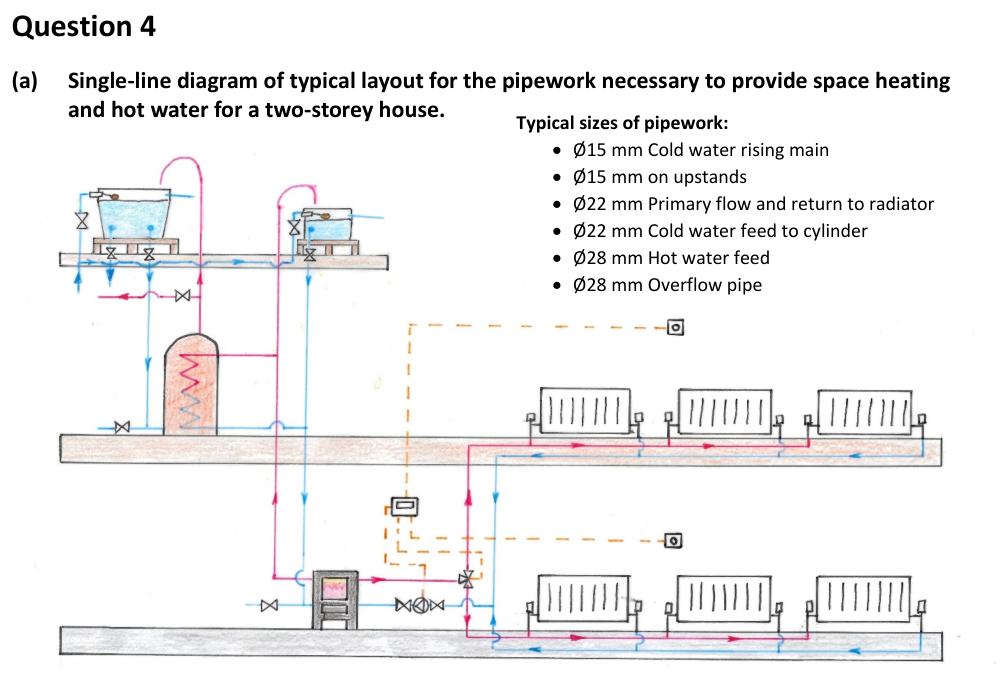 Question 4
(a) Single-line diagram of typical layout for the pipework necessary to provide space heating
and hot water for a two-storey house.
Typical sizes of pipework:
• Ø15 mm Cold water rising main
• Ø15 mm on upstands
• Ø22 mm Primary flow and return to radiator
• Ø22 mm Cold water feed to cylinder
• Ø28 mm Hot water feed
• Ø28 mm Overflow pipe